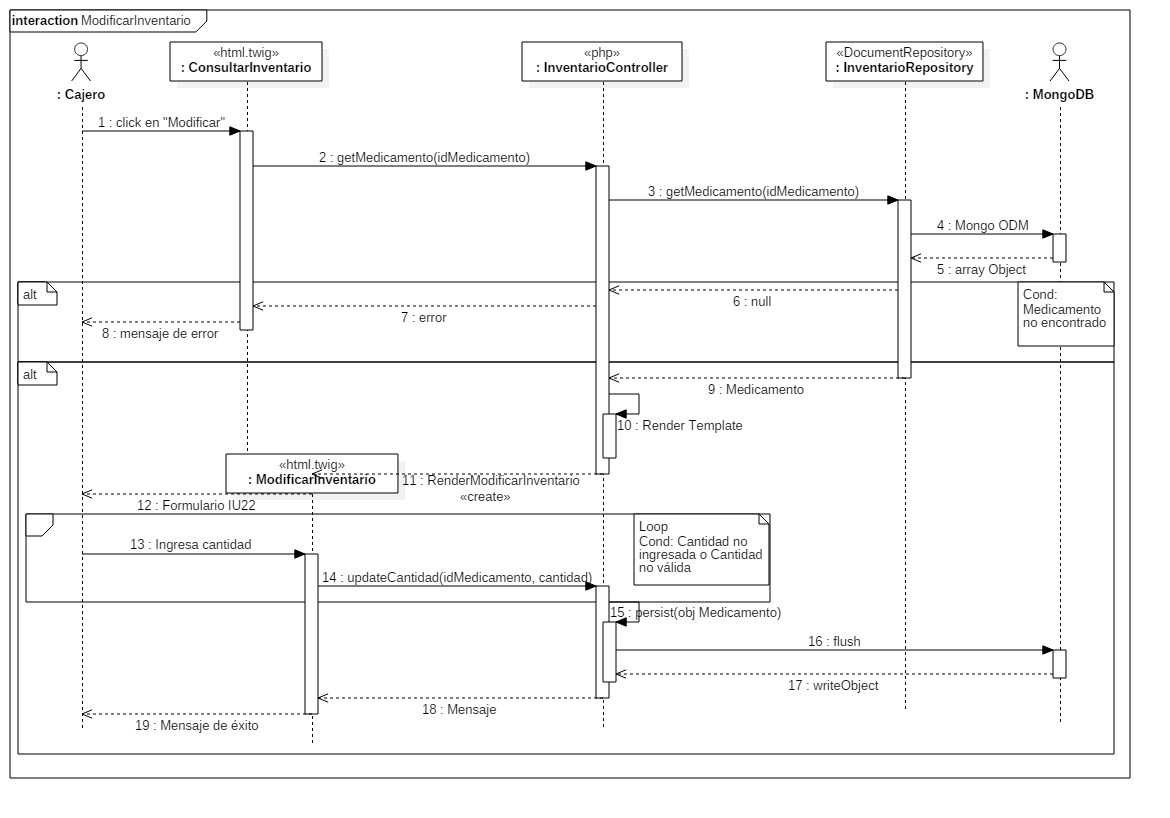 interaction ModificarInventario
«html.twig»
: ConsultarInventario
«php»
: InventarioController
«DocumentRepository»
: InventarioRepository
: Cajero
: MongoDB
1 : click en "Modificar"
2 : getMedicamento(idMedicamento)
3 : getMedicamento(idMedicamento)
4 : Mongo ODM
5 : array Object
alt
Cond:
Medicamento
no encontrado
6 : null
7 : error
8 : mensaje de error
alt
9 : Medicamento
10 : Render Template
«html.twig»
: ModificarInventario
11 : RenderModificarInventario
«create»
12 : Formulario IU22
Loop
Cond: Cantidad no
ingresada o Cantidad
no válida
13 : Ingresa cantidad
14 : updateCantidad(idMedicamento, cantidad)
15 : persist(obj Medicamento)
16 : flush
17 : writeObject
18 : Mensaje
19 : Mensaje de éxito